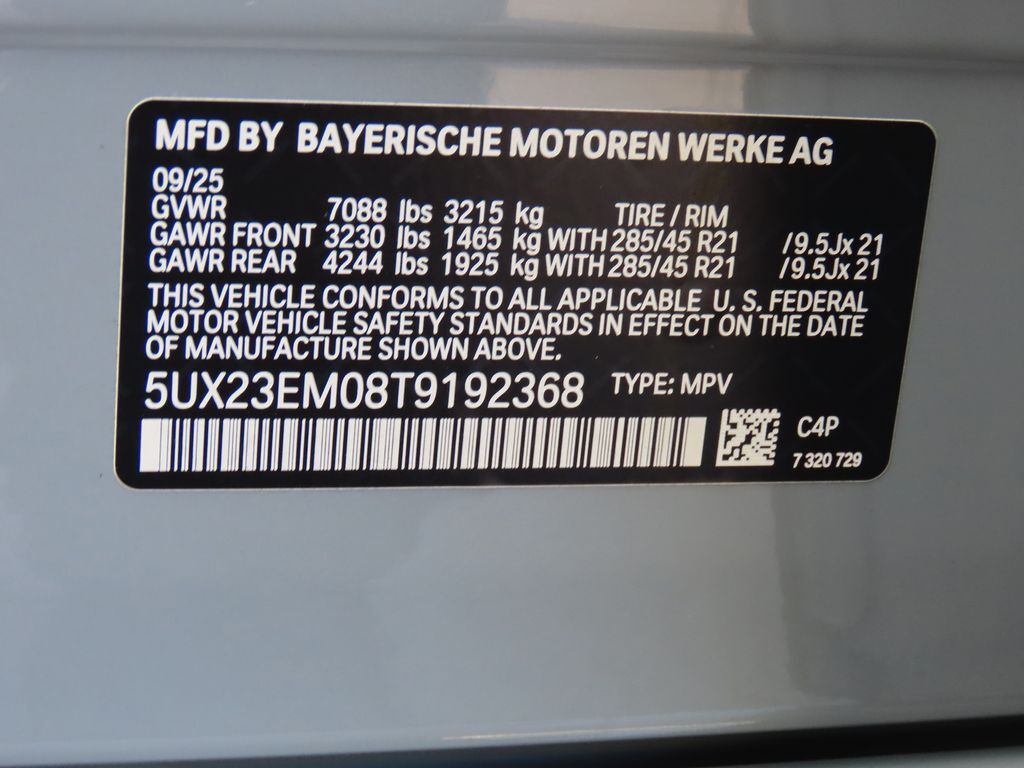 MFD BY BAYERISCHE MOTOREN WERKE AG
09/25
GVWR 7088 lbs 3215 kg TIRE / RIM
GAWR FRONT 3230 lbs 1465 kg WITH 285/45 R21 /9.5Jx 21
GAWR REAR 4244 lbs 1925 kg WITH 285/45 R21 /9.5Jx 21
THIS VEHICLE CONFORMS TO ALL APPLICABLE U. S. FEDERAL
MOTOR VEHICLE SAFETY STANDARDS IN EFFECT ON THE DATE
OF MANUFACTURE SHOWN ABOVE.
5UX23EM08T9192368 TYPE: MPV
C4P
7 320 729